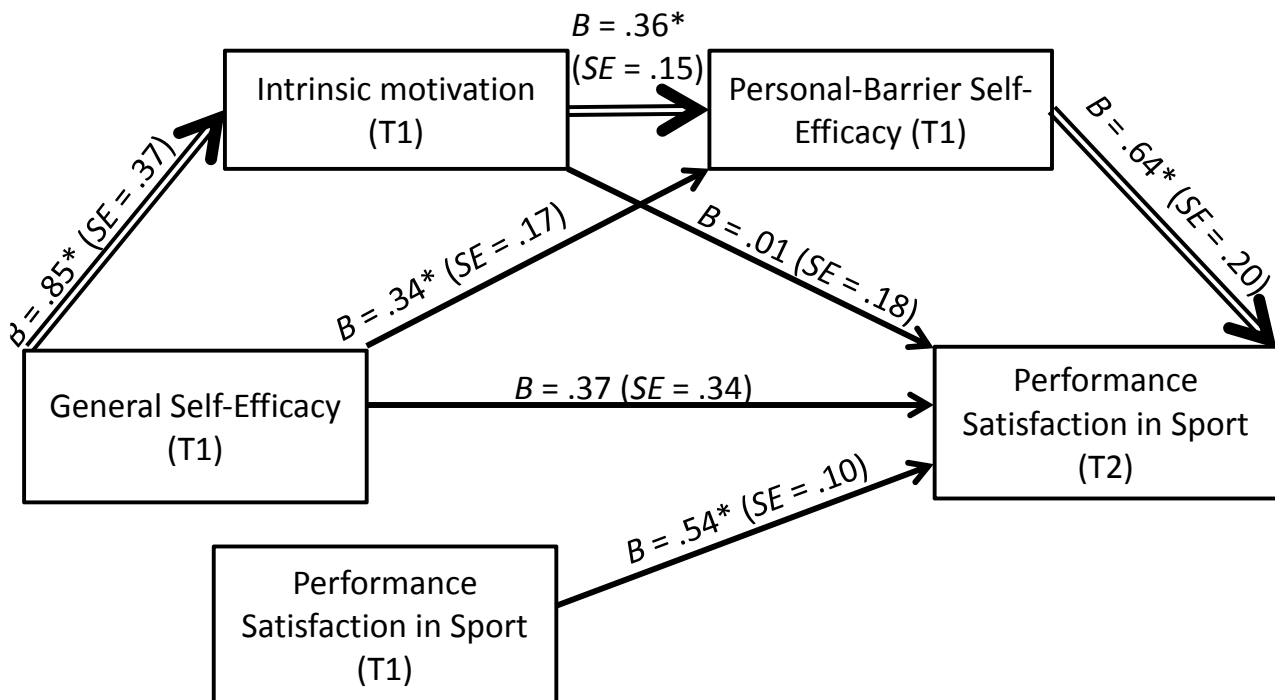 B = .36*
(SE = .15)
Intrinsic motivation
(T1)
Personal-Barrier Self-
Efficacy (T1)
B = .85* (SE = .37)
B = .64* (SE = .20)
B = .34* (SE = .17)
B = .01 (SE = .18)
General Self-Efficacy
(T1)
B = .37 (SE = .34)
Performance
Satisfaction in Sport
(T2)
B = .54* (SE = .10)
Performance
Satisfaction in Sport
(T1)